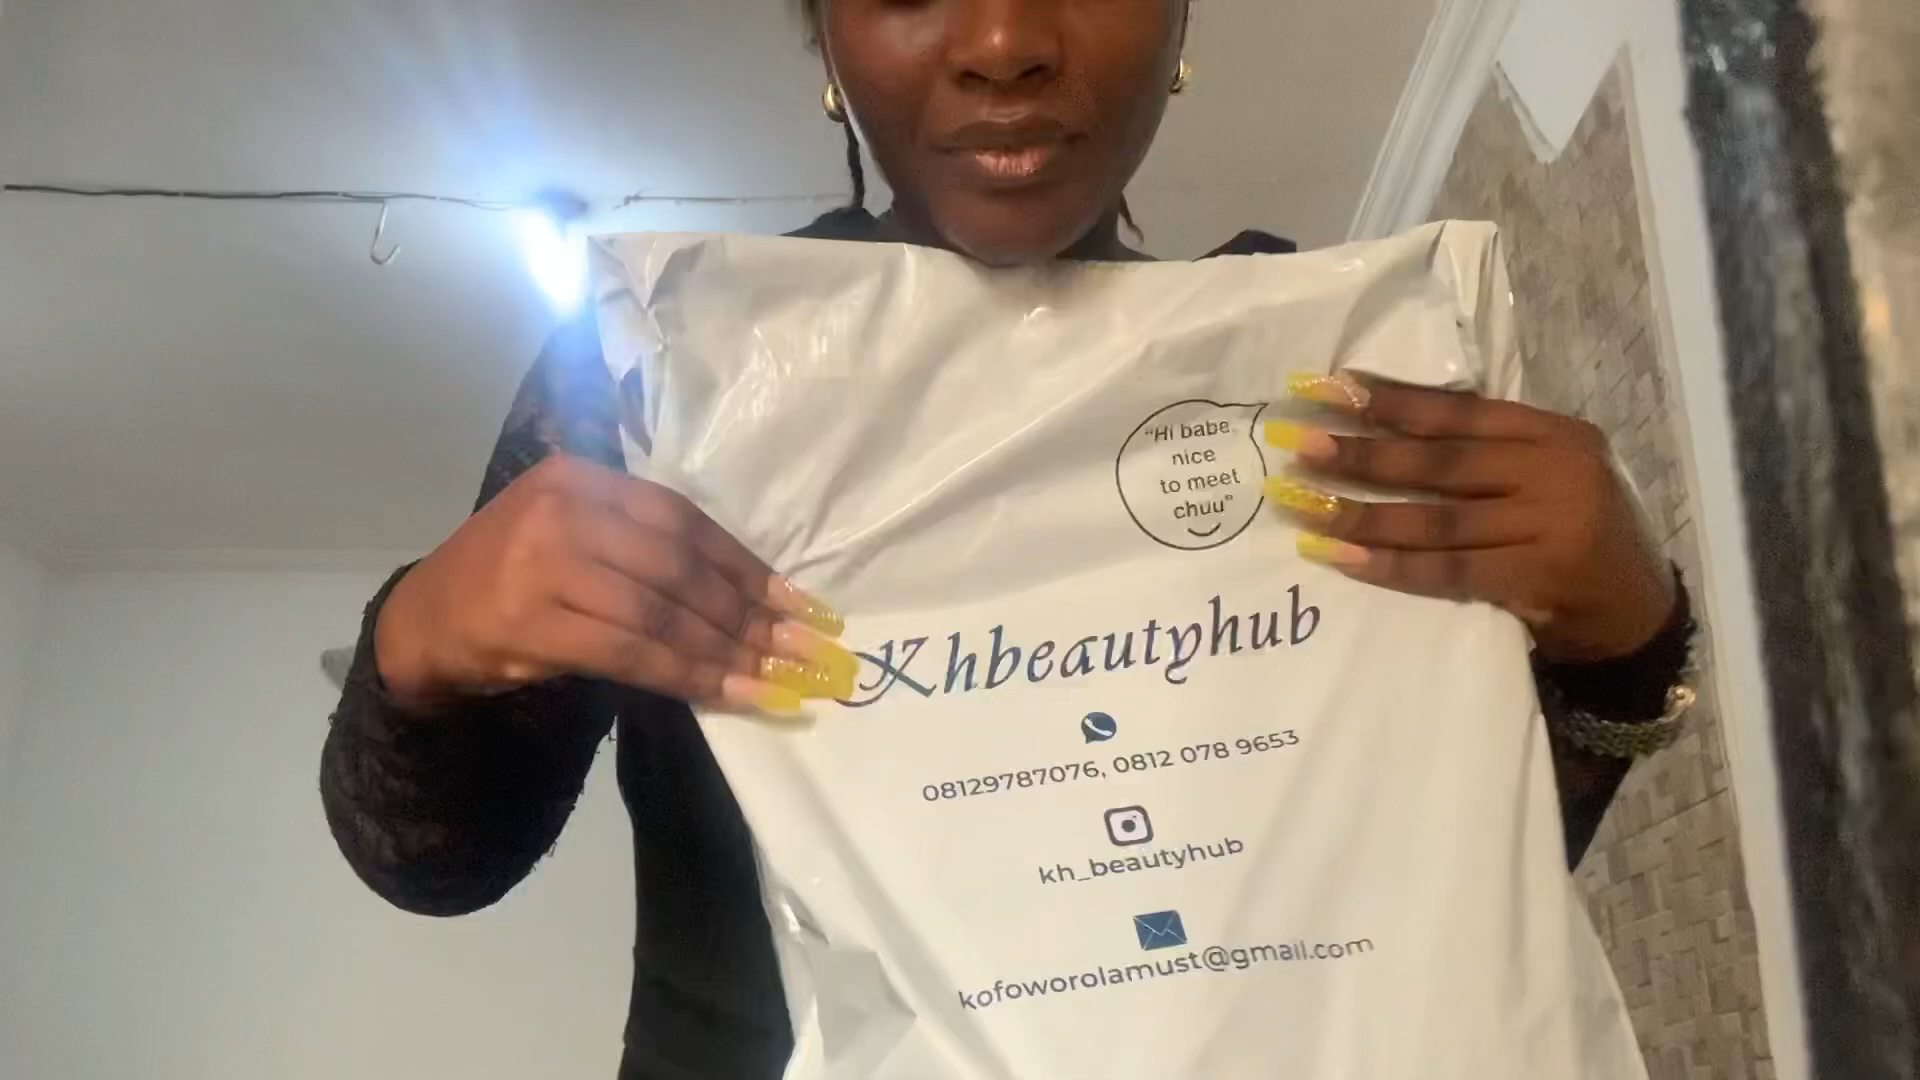 "Hi babe
nice
to meet
chuu"
Khbeautyhub
08129787076, 0812 078 9653
kh_beautyhub
kofoworolamust@gmail.com